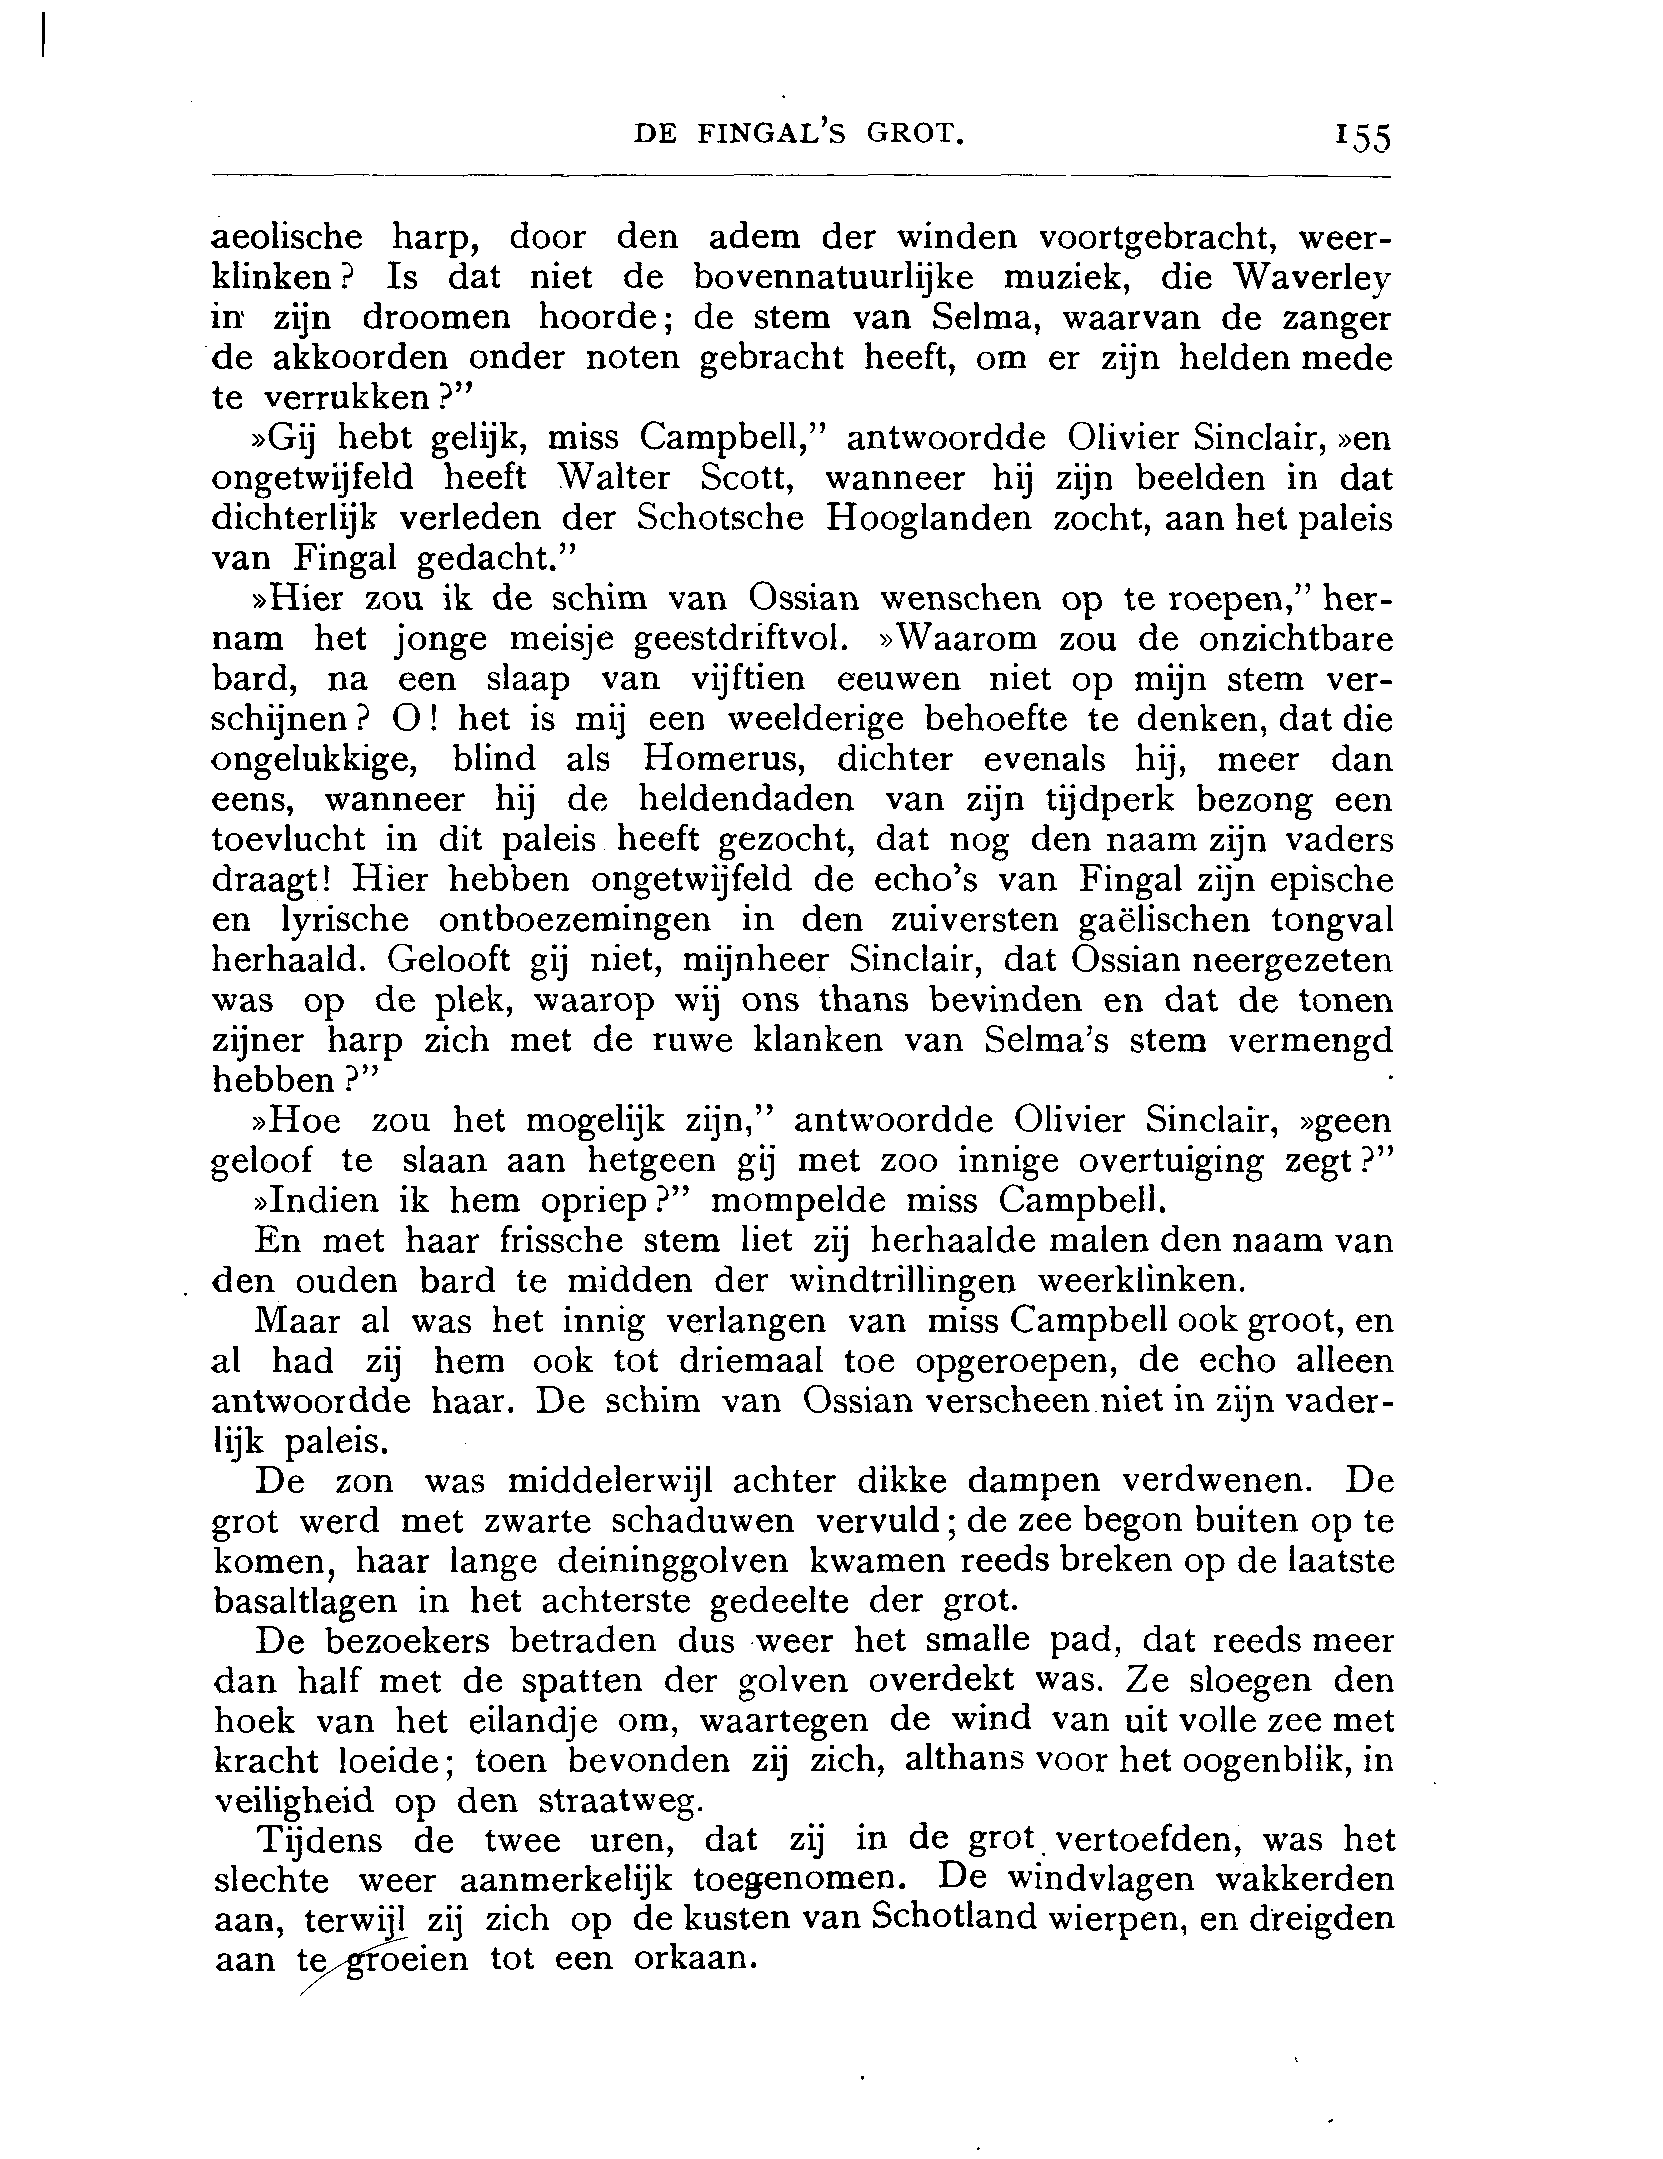 DE FINGAL'S GROT. 155
aeolische harp, door den adem der winden voortgebracht, weer-
klinken? Is dat niet de bovennatuurlijke muziek, die Waverley
in zijn droomen hoorde; de stem van Selma, waarvan de zanger
de akkoorden onder noten gebracht heeft, om er zijn helden mede
te verrukken?”
»Gij hebt gelijk, miss Campbell,” antwoordde Olivier Sinclair, »en
ongetwijfeld heeft Walter Scott, wanneer hij zijn beelden in dat
dichterlijk verleden der Schotsche Hooglanden zocht, aan het paleis
van Fingal gedacht.”
»Hier zou ik de schim van Ossian wenschen op te roepen,” her-
nam het jonge meisje geestdriftvol. »Waarom zou de onzichtbare
bard, na een slaap van vijftien eeuwen niet op mijn stem ver-
schijnen? O! het is mij een weelderige behoefte te denken, dat die
ongelukkige, blind als Homerus, dichter evenals hij, meer dan
eens, wanneer hij de heldendaden van zijn tijdperk bezong een
toevlucht in dit paleis heeft gezocht, dat nog den naam zijn vaders
draagt! Hier hebben ongetwijfeld de echo's van Fingal zijn epische
en lyrische ontboezemingen in den zuiversten gaëlischen tongval
herhaald. Gelooft gij niet, mijnheer Sinclair, dat Ossian neergezeten
was op de plek, waarop wij ons thans bevinden en dat de tonen
zijner harp zich met de ruwe klanken van Selma's stem vermengd
hebben?”
»Hoe zou het mogelijk zijn,” antwoordde Olivier Sinclair, »geen
geloof te slaan aan hetgeen gij met zoo innige overtuiging zegt?”
»Indien ik hem opriep?” mompelde miss Campbell.
En met haar frissche stem liet zij herhaalde malen den naam van
den ouden bard te midden der windtrillingen weerklinken.
Maar al was het innig verlangen van miss Campbell ook groot, en
al had zij hem ook tot driemaal toe opgeroepen, de echo alleen
antwoordde haar. De schim van Ossian verscheen niet in zijn vader-
lijk paleis.
De zon was middelerwijl achter dikke dampen verdwenen. De
grot werd met zwarte schaduwen vervuld; de zee begon buiten op te
komen, haar lange deininggolven kwamen reeds breken op de laatste
basaltlagen in het achterste gedeelte der grot.
De bezoekers betraden dus weer het smalle pad, dat reeds meer
dan half met de spatten der golven overdekt was. Ze sloegen den
hoek van het eilandje om, waartegen de wind van uit volle zee met
kracht loeide; toen bevonden zij zich, althans voor het oogenblik, in
veiligheid op den straatweg.
Tijdens de twee uren, dat zij in de grot vertoefden, was het
slechte weer aanmerkelijk toegenomen. De windvlagen wakkerden
aan, terwijl zij zich op de kusten van Schotland wierpen, en dreigden
aan te groeien tot een orkaan.